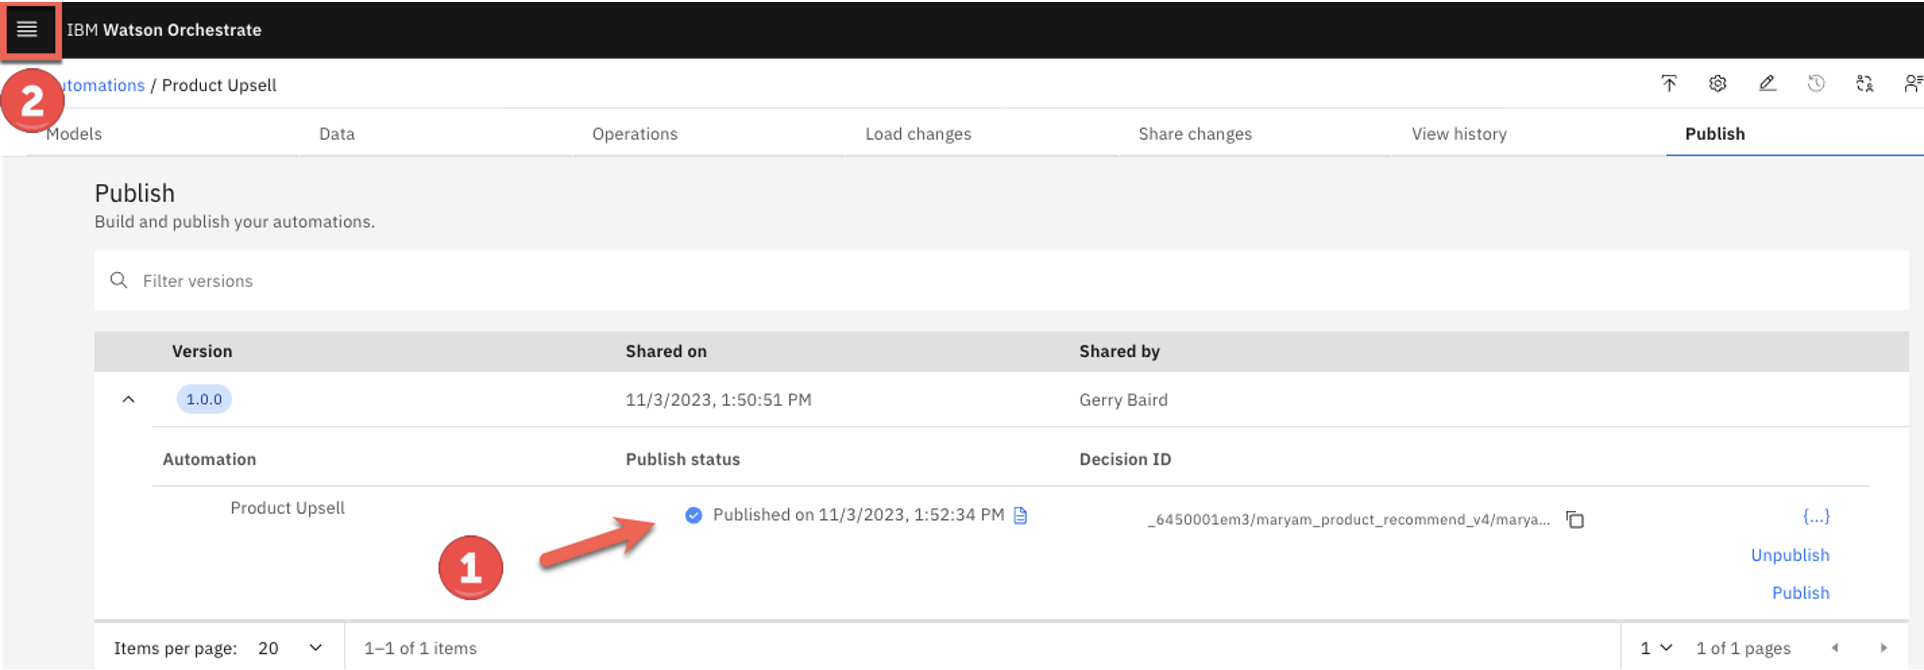 IBM Watson Orchestrate
utomations / Product Upsell
2
Models Data Operations Load changes Share changes View history Publish
Publish
Build and publish your automations.
Filter versions
Version Shared on Shared by
1.0.0 11/3/2023, 1:50:51 PM Gerry Baird
Automation Publish status Decision ID
Product Upsell Published on 11/3/2023, 1:52:34 PM _6450001em3/maryam_product_recommend_v4/marya... {...}
1
Unpublish
Publish
Items per page: 20 1–1 of 1 items 1 1 of 1 pages